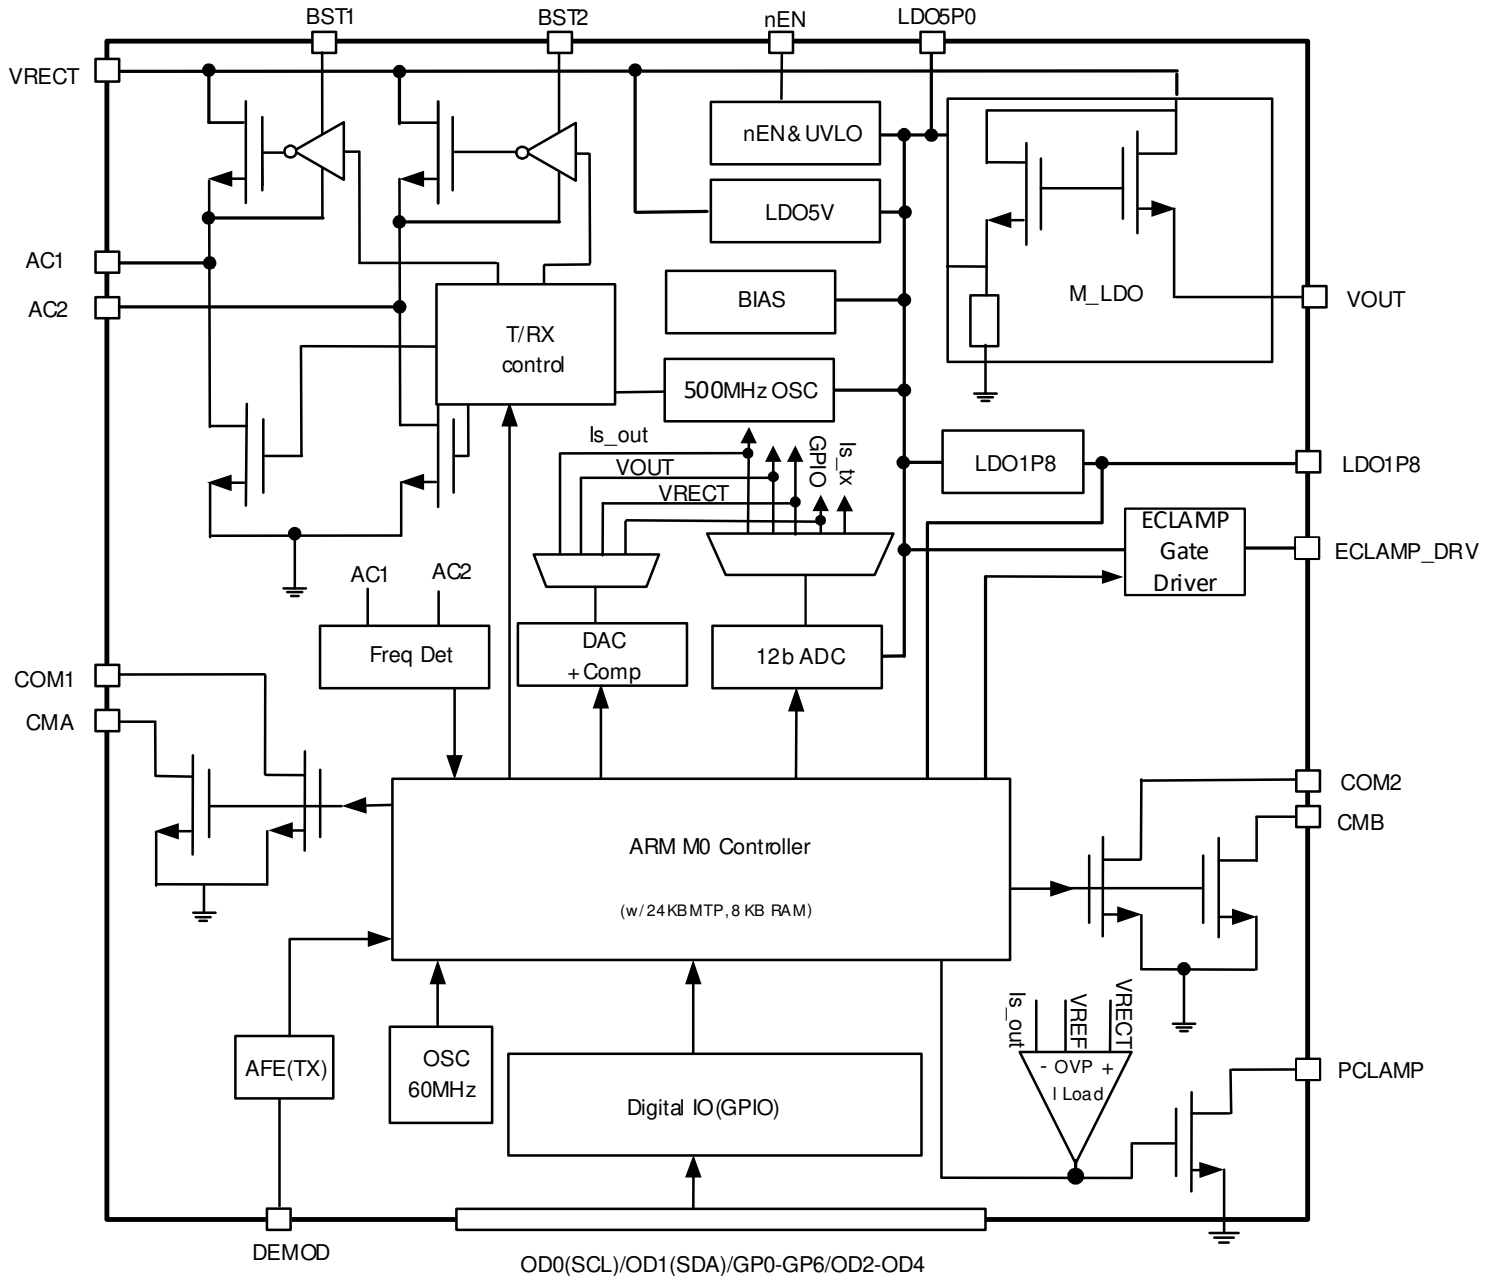 BST1
BST2
nEN
LDO5P0
VRECT
nEN & UVLO
LDO5V
AC1
AC2
BIAS
M_LDO
VOUT
T/RX
control
500MHz OSC
Is_out
VOUT
VRECT
GPIO
Is_tx
LDO1P8
LDO1P8
ECLAMP
Gate
Driver
ECLAMP_DRV
AC1
AC2
Freq Det
DAC
+Comp
12b ADC
COM1
CMA
COM2
CMB
ARM M0 Controller
(w/ 24KB MTP, 8 KB RAM)
Is_out
VREF
VRECT
- OVP +
I Load
AFE(TX)
OSC
60MHz
Digital IO(GPIO)
PCLAMP
DEMOD
OD0(SCL)/OD1(SDA)/GP0-GP6/OD2-OD4